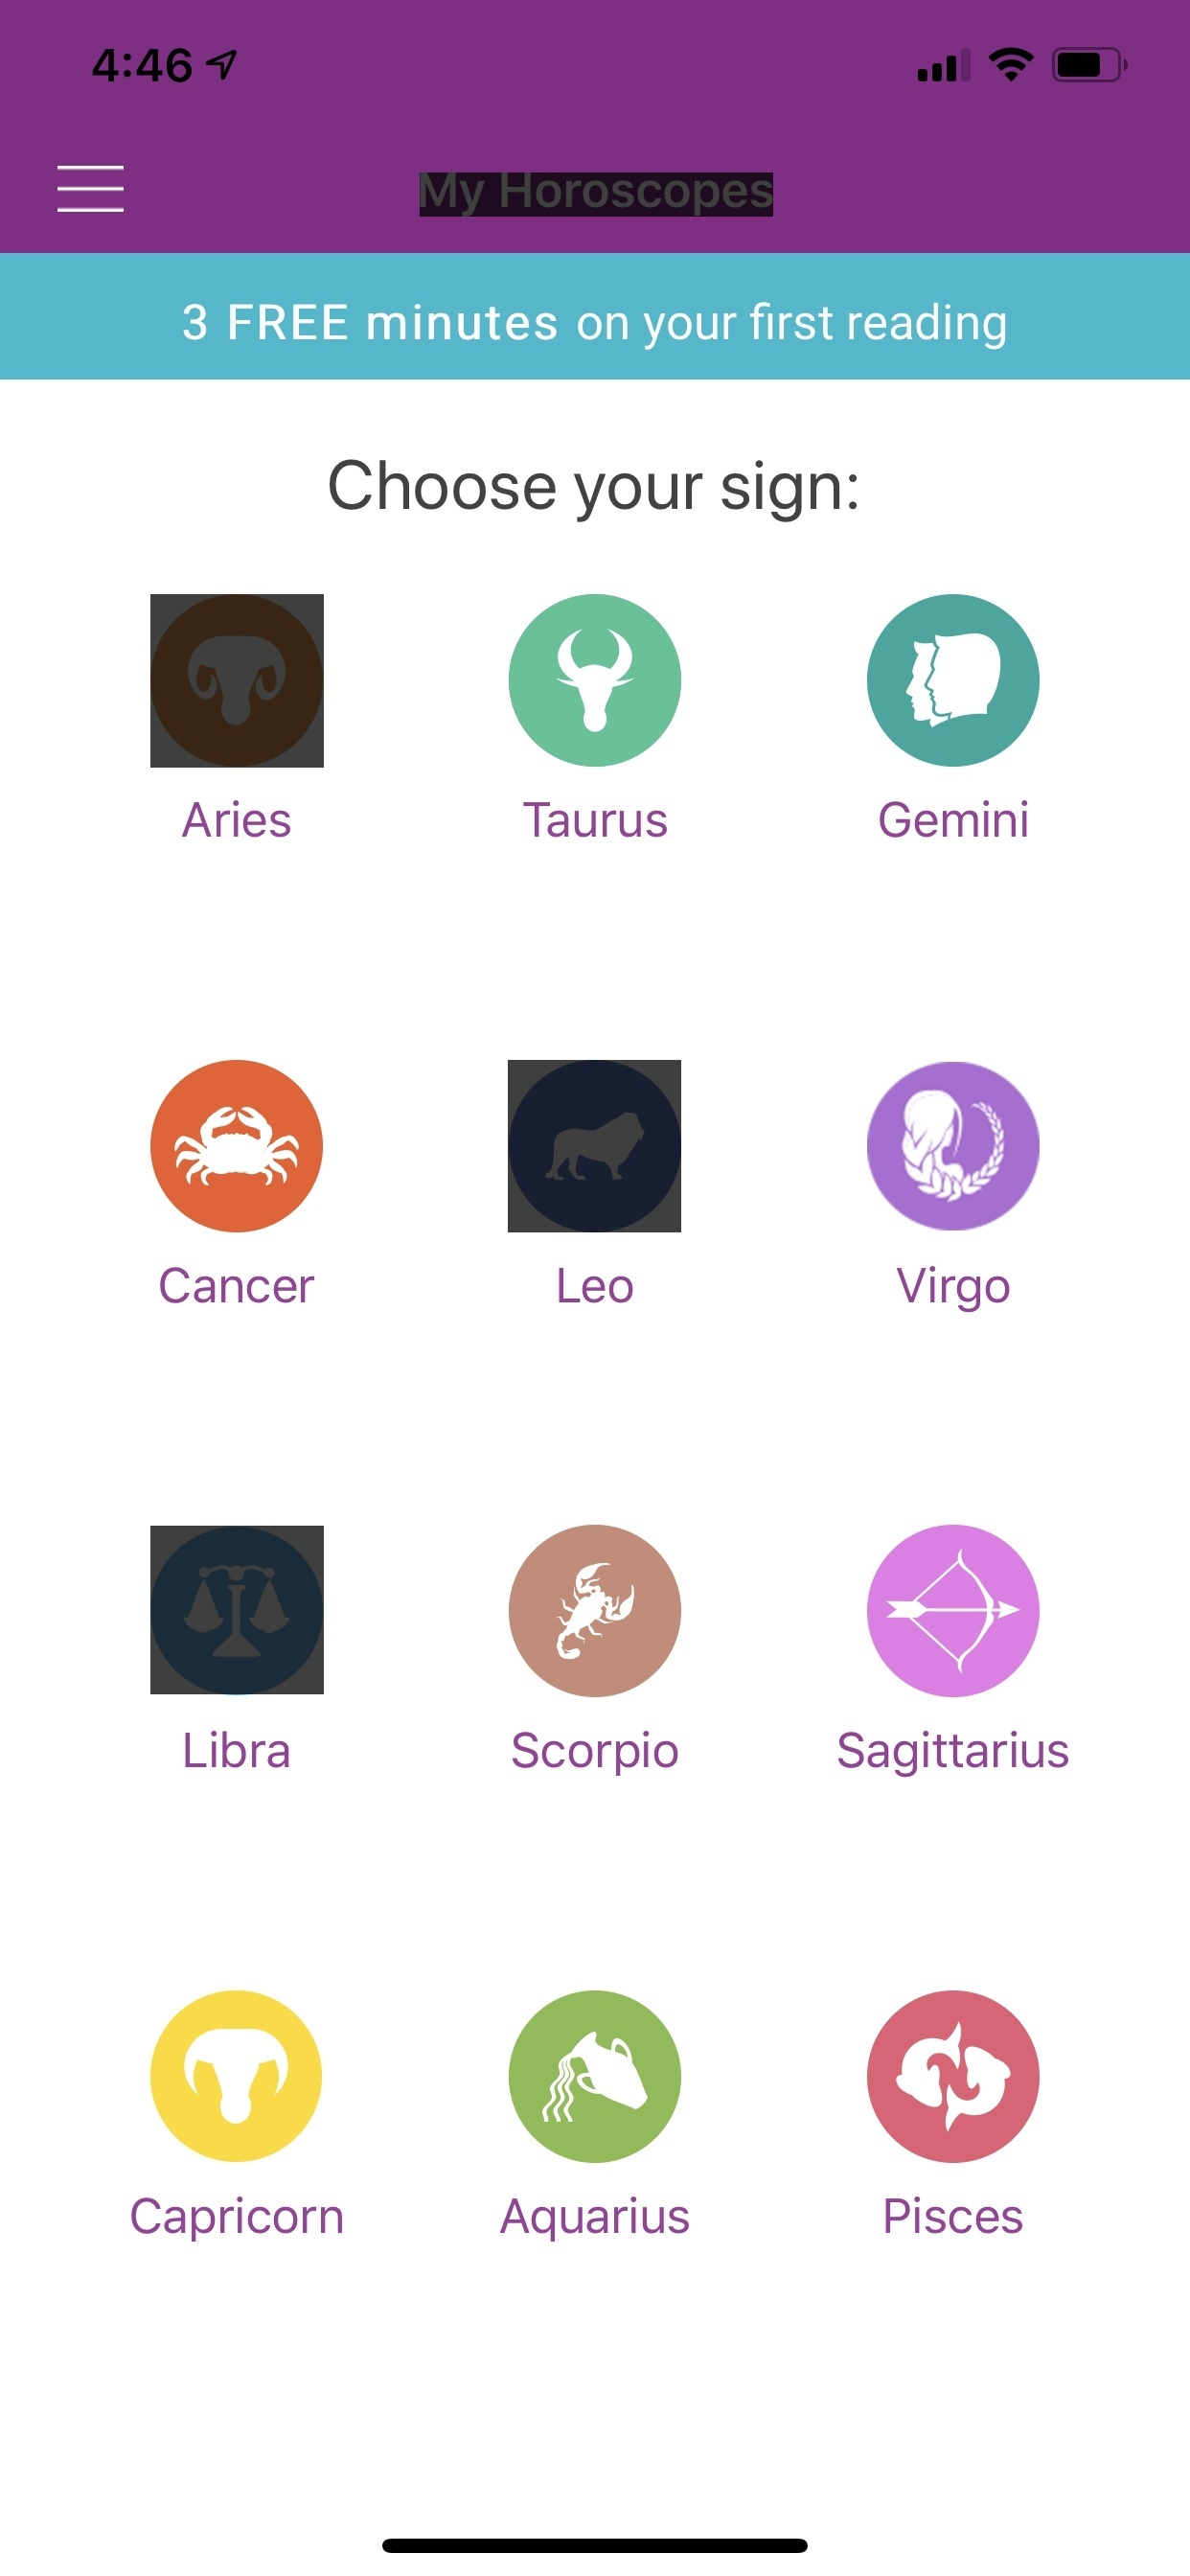 4:46
My Horoscopes
3 FREE minutes on your first reading
Choose your sign:
Aries Taurus Gemini
Cancer Leo Virgo
Libra Scorpio Sagittarius
Capricorn Aquarius Pisces